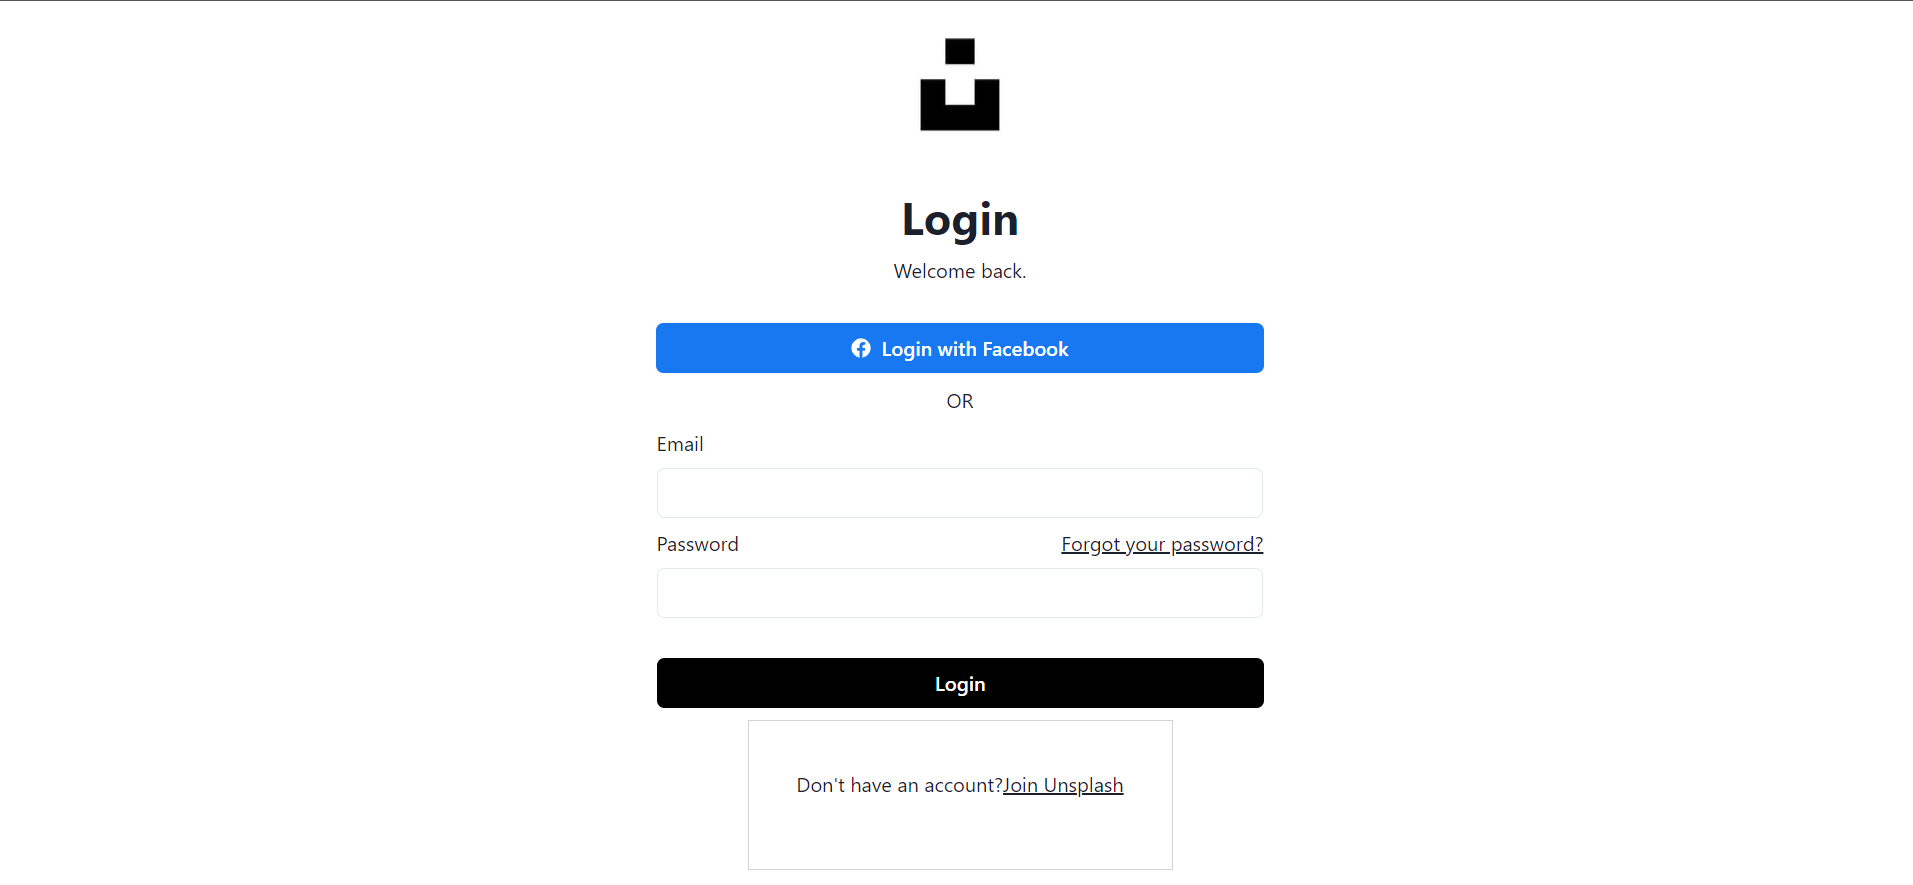 Login
Welcome back.
Login with Facebook
OR
Email
Password Forgot your password?
Login
Don't have an account?Join Unsplash